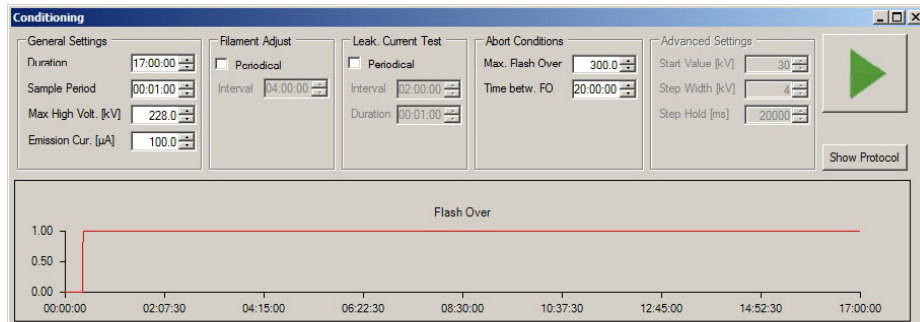 Conditioning
General Settings
Duration 17:00:00
Sample Period 00:01:00
Max High Volt. [kV] 228.0
Emission Cur. [µA] 100.0
Filament Adjust
Periodical
Interval 04:00:00
Leak. Current Test
Periodical
Interval 02:00:00
Duration 00:01:00
Abort Conditions
Max. Flash Over 300.0
Time betw. FO 20:00:00
Advanced Settings
Start Value [kV] 30
Step Width [kV] 4
Step Hold [ms] 20000
Show Protocol
Flash Over
1.00
0.50
0.00
00:00:00 02:07:30 04:15:00 06:22:30 08:30:00 10:37:30 12:45:00 14:52:30 17:00:00